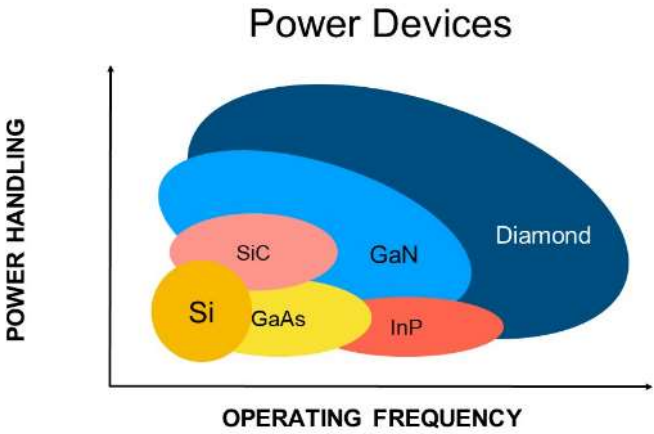 Power Devices
POWER HANDLING
Diamond
SiC
GaN
Si
GaAs
InP
OPERATING FREQUENCY